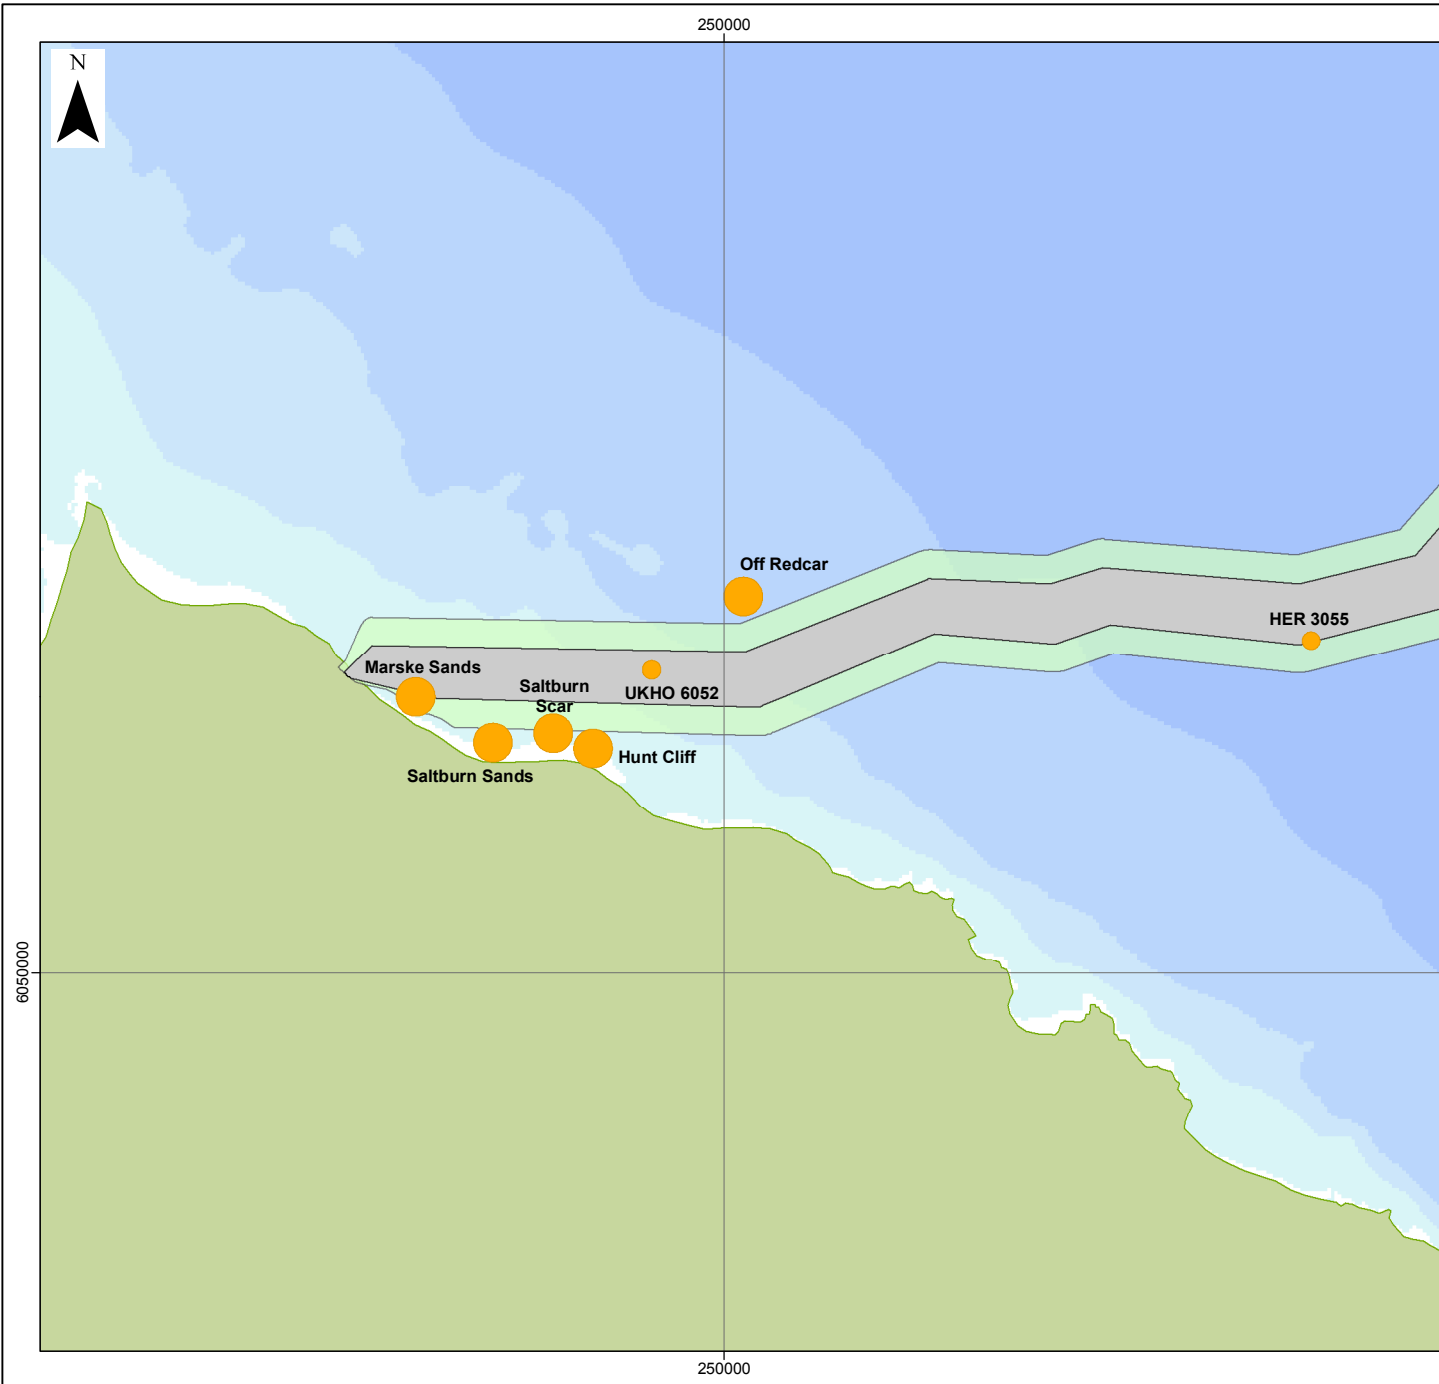 250000
N
Off Redcar
HER 3055
Marske Sands
Saltburn
Scar
UKHO 6052
Hunt Cliff
Saltburn Sands
6050000
250000